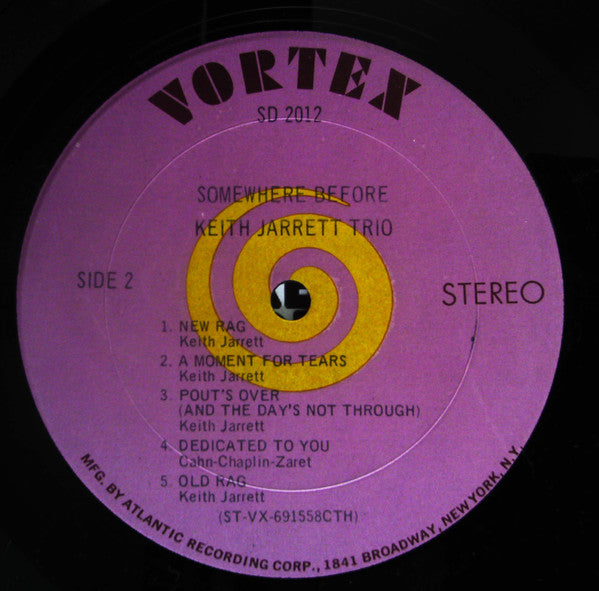 VORTEX
SD 2012
SOMEWHERE BEFORE
KEITH JARRETT TRIO
SIDE 2
STEREO
1. NEW RAG
Keith Jarrett
2. A MOMENT FOR TEARS
Keith Jarrett
3. POUT'S OVER
(AND THE DAY'S NOT THROUGH)
Keith Jarrett
4. DEDICATED TO YOU
Cahn-Chaplin-Zaret
5. OLD RAG
Keith Jarrett
(ST-VX-691558CTH)
MFG. BY ATLANTIC RECORDING CORP., 1841 BROADWAY, NEW YORK, N.Y.